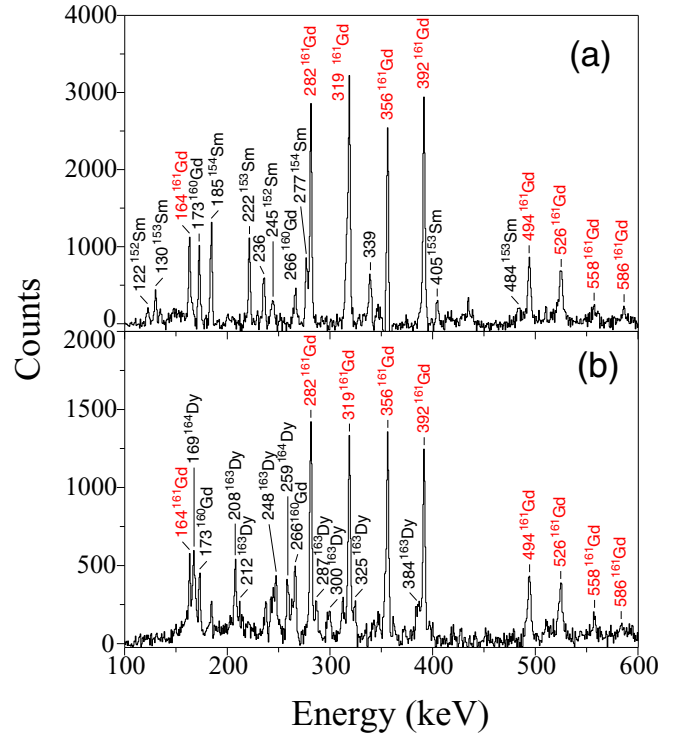 Counts
4000
3000
2000
1000
0
(a)
122 ¹⁵²Sm
130 ¹⁵³Sm
164 ¹⁶¹Gd
173 ¹⁶⁰Gd
185 ¹⁵⁴Sm
222 ¹⁵³Sm
236
245 ¹⁵²Sm
266 ¹⁶⁰Gd
277 ¹⁵⁴Sm
282 ¹⁶¹Gd
319 ¹⁶¹Gd
339
356 ¹⁶¹Gd
392 ¹⁶¹Gd
405 ¹⁵³Sm
484 ¹⁵³Sm
494 ¹⁶¹Gd
526 ¹⁶¹Gd
558 ¹⁶¹Gd
586 ¹⁶¹Gd
2000
1500
1000
500
0
(b)
164 ¹⁶¹Gd
169 ¹⁶⁴Dy
173 ¹⁶⁰Gd
208 ¹⁶³Dy
212 ¹⁶³Dy
248 ¹⁶³Dy
259 ¹⁶⁴Dy
266 ¹⁶⁰Gd
282 ¹⁶¹Gd
287 ¹⁶³Dy
300 ¹⁶³Dy
319 ¹⁶¹Gd
325 ¹⁶³Dy
356 ¹⁶¹Gd
384 ¹⁶³Dy
392 ¹⁶¹Gd
494 ¹⁶¹Gd
526 ¹⁶¹Gd
558 ¹⁶¹Gd
586 ¹⁶¹Gd
100 200 300 400 500 600
Energy (keV)